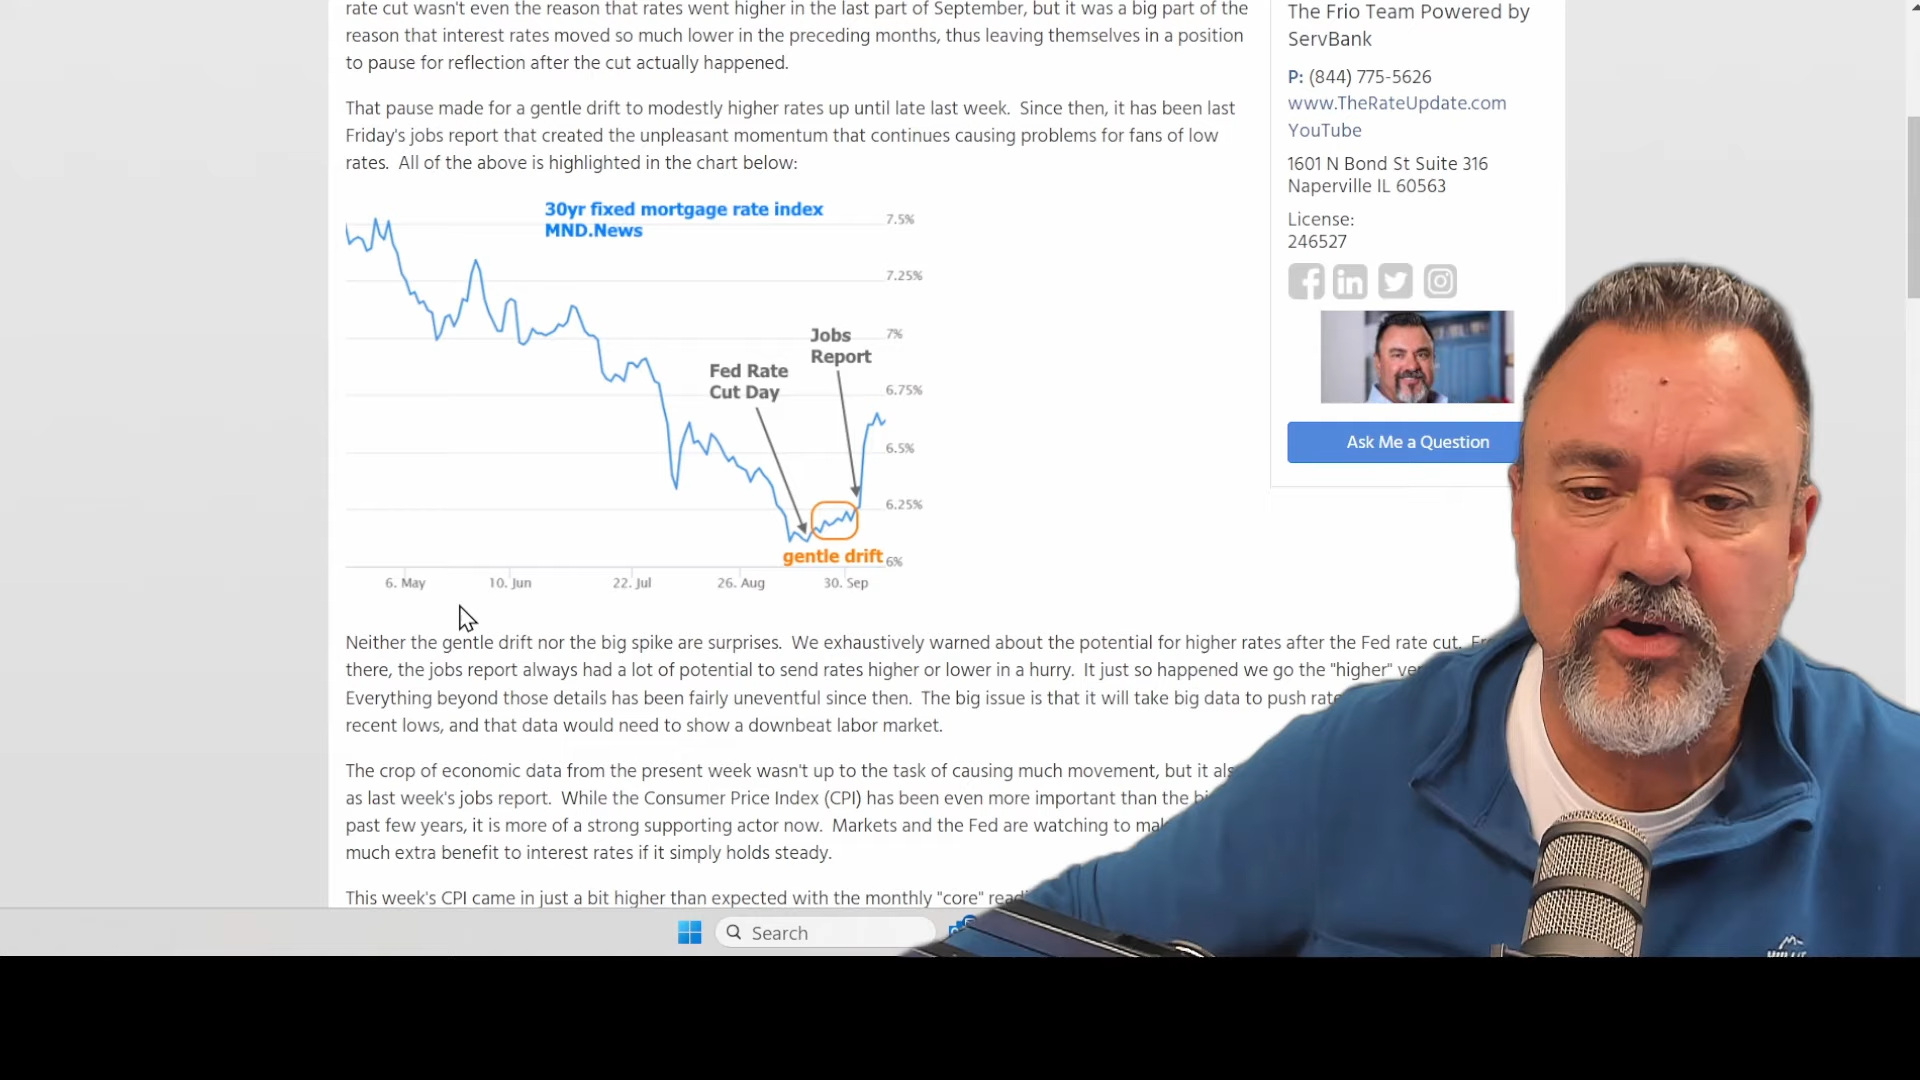 rate cut wasn't even the reason that rates went higher in the last part of September, but it was a big part of the
reason that interest rates moved so much lower in the preceding months, thus leaving themselves in a position
to pause for reflection after the cut actually happened.
That pause made for a gentle drift to modestly higher rates up until late last week. Since then, it has been last
Friday's jobs report that created the unpleasant momentum that continues causing problems for fans of low
rates. All of the above is highlighted in the chart below:
30yr fixed mortgage rate index
MND.News
7.5%
7.25%
7%
6.75%
6.5%
6.25%
6%
Jobs
Report
Fed Rate
Cut Day
gentle drift
6. May
10. Jun
22. Jul
26. Aug
30. Sep
Neither the gentle drift nor the big spike are surprises. We exhaustively warned about the potential for higher rates after the Fed rate cut.
there, the jobs report always had a lot of potential to send rates higher or lower in a hurry. It just so happened we go the "higher"
Everything beyond those details has been fairly uneventful since then. The big issue is that it will take big data to push
recent lows, and that data would need to show a downbeat labor market.
The crop of economic data from the present week wasn't up to the task of causing much movement, but it
as last week's jobs report. While the Consumer Price Index (CPI) has been even more important than the
past few years, it is more of a strong supporting actor now. Markets and the Fed are watching to
much extra benefit to interest rates if it simply holds steady.
This week's CPI came in just a bit higher than expected with the monthly "core"
The Frio Team Powered by
ServBank
P: (844) 775-5626
www.TheRateUpdate.com
YouTube
1601 N Bond St Suite 316
Naperville IL 60563
License:
246527
Ask Me a Question
Search